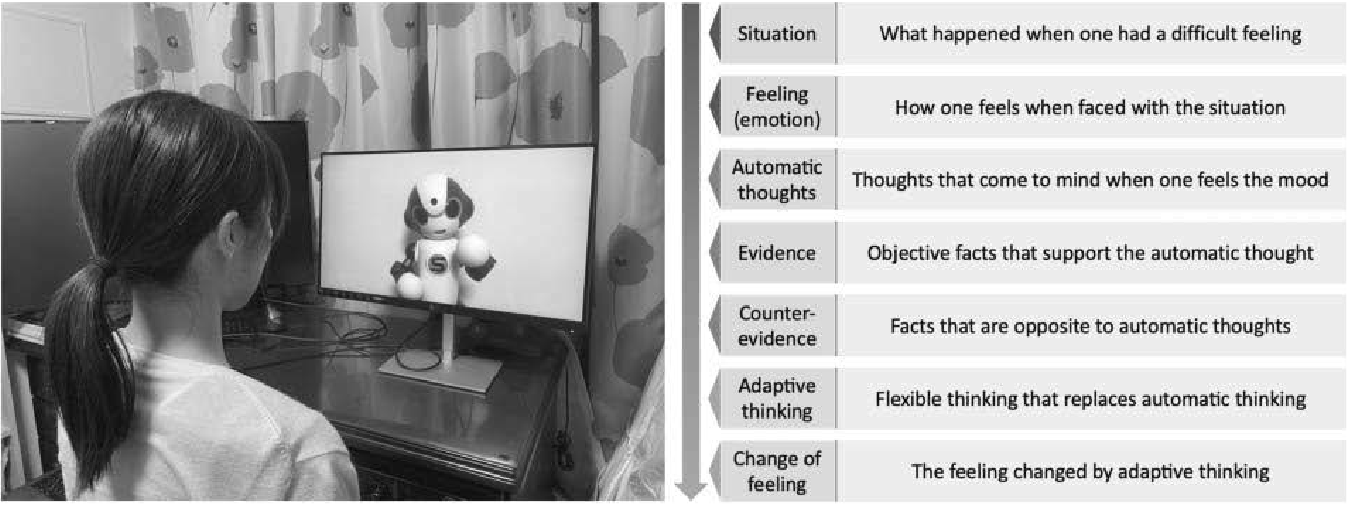 S
Situation
What happened when one had a difficult feeling
Feeling
(emotion)
How one feels when faced with the situation
Automatic
thoughts
Thoughts that come to mind when one feels the mood
Evidence
Objective facts that support the automatic thought
Counter-
evidence
Facts that are opposite to automatic thoughts
Adaptive
thinking
Flexible thinking that replaces automatic thinking
Change of
feeling
The feeling changed by adaptive thinking